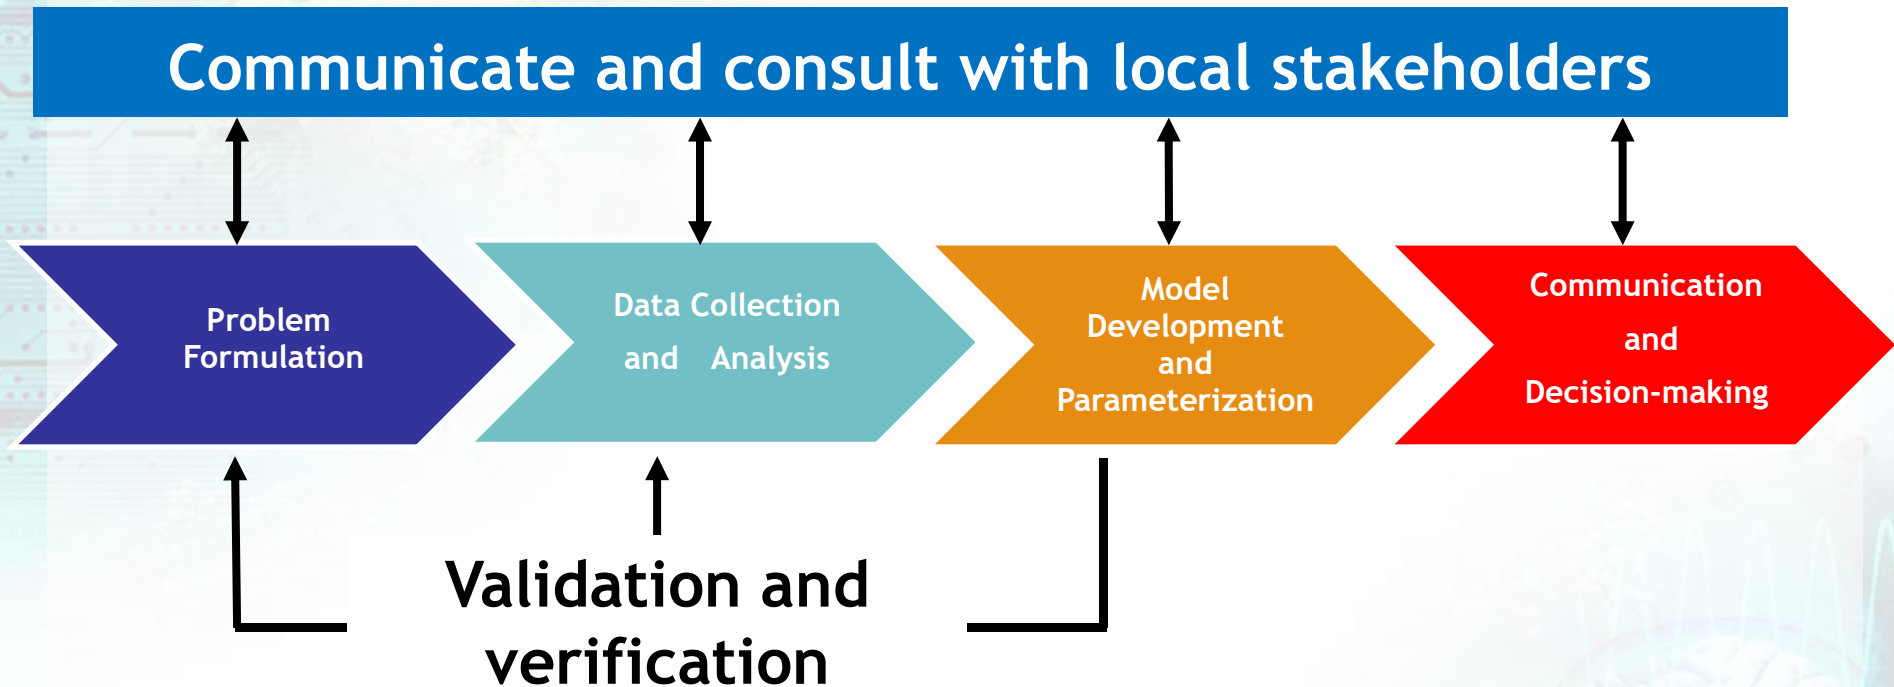 Communicate and consult with local stakeholders
Problem
Formulation
Data Collection
and Analysis
Model
Development
and
Parameterization
Communication
and
Decision-making
Validation and
verification